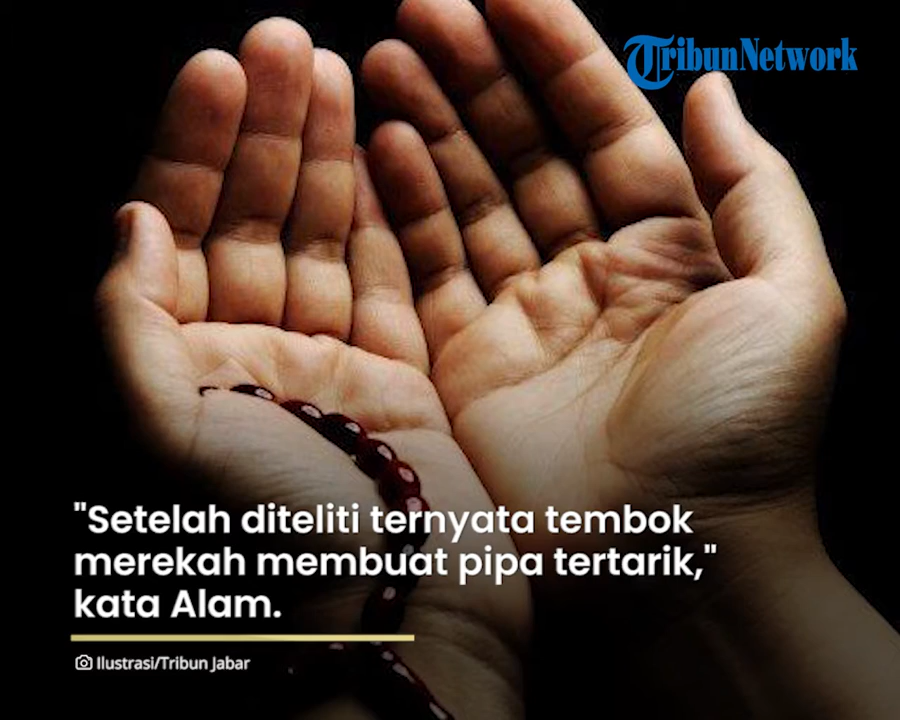 TribunNetwork
"Setelah diteliti ternyata tembok
merekah membuat pipa tertarik,"
kata Alam.
Ilustrasi/Tribun Jabar